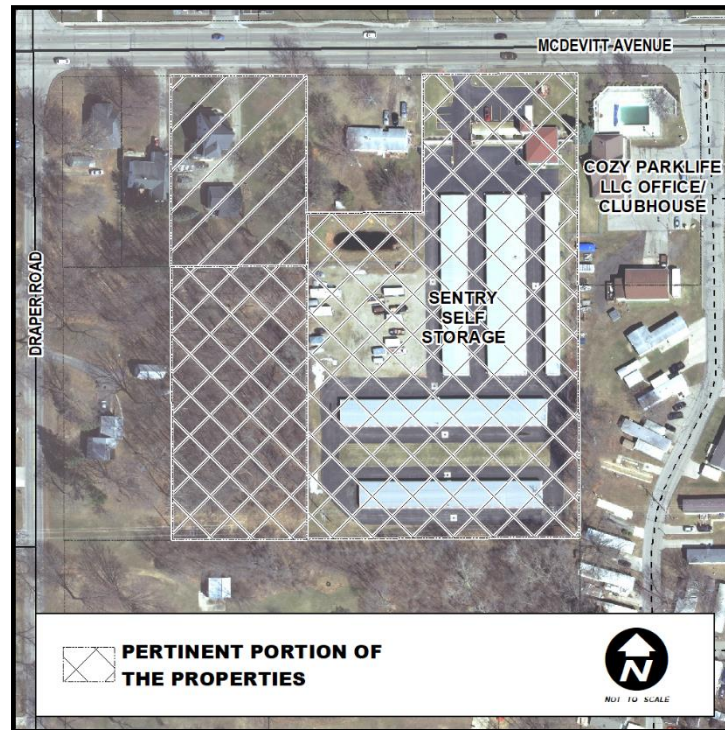 MCDEVITT AVENUE
COZY PARKLIFE
LLC OFFICE/
CLUBHOUSE
DRAPER ROAD
SENTRY
SELF
STORAGE
PERTINENT PORTION OF
THE PROPERTIES
N
NOT TO SCALE